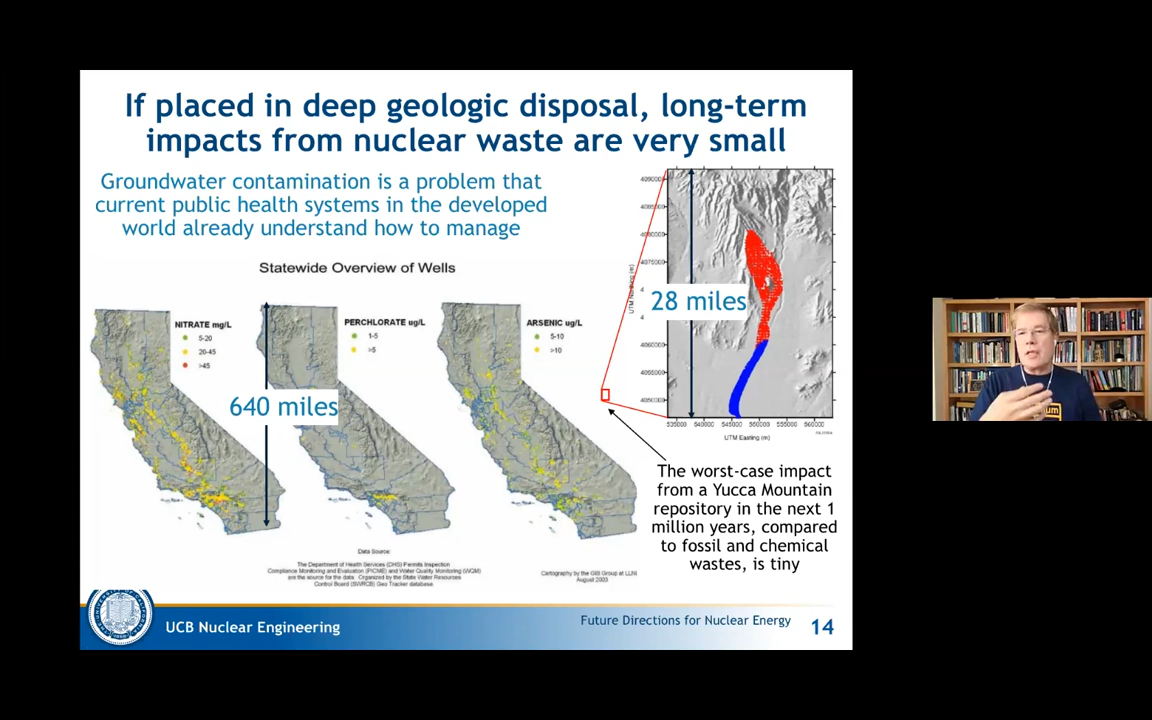 If placed in deep geologic disposal, long-term
impacts from nuclear waste are very small
Groundwater contamination is a problem that
current public health systems in the developed
world already understand how to manage
Statewide Overview of Wells
NITRATE mg/L
5-20
20-45
>45
PERCHLORATE ug/L
1-5
>5
ARSENIC ug/L
5-10
>10
640 miles
28 miles
UTM Easting (m)
535000 540000 545000 550000 555000 560000
The worst-case impact
from a Yucca Mountain
repository in the next 1
million years, compared
to fossil and chemical
wastes, is tiny
Data Source:
The Department of Health Services (DHS) Permits Inspection
Compliance Monitoring and Evaluation (PICME) and Water Quality Monitoring (WQM)
are the source for the data. Organized by the State Water Resources
Control Board (SWRCB) Geo Tracker database
Cartography by the GIS Group at LLNL
August 2003
UCB Nuclear Engineering
Future Directions for Nuclear Energy
14